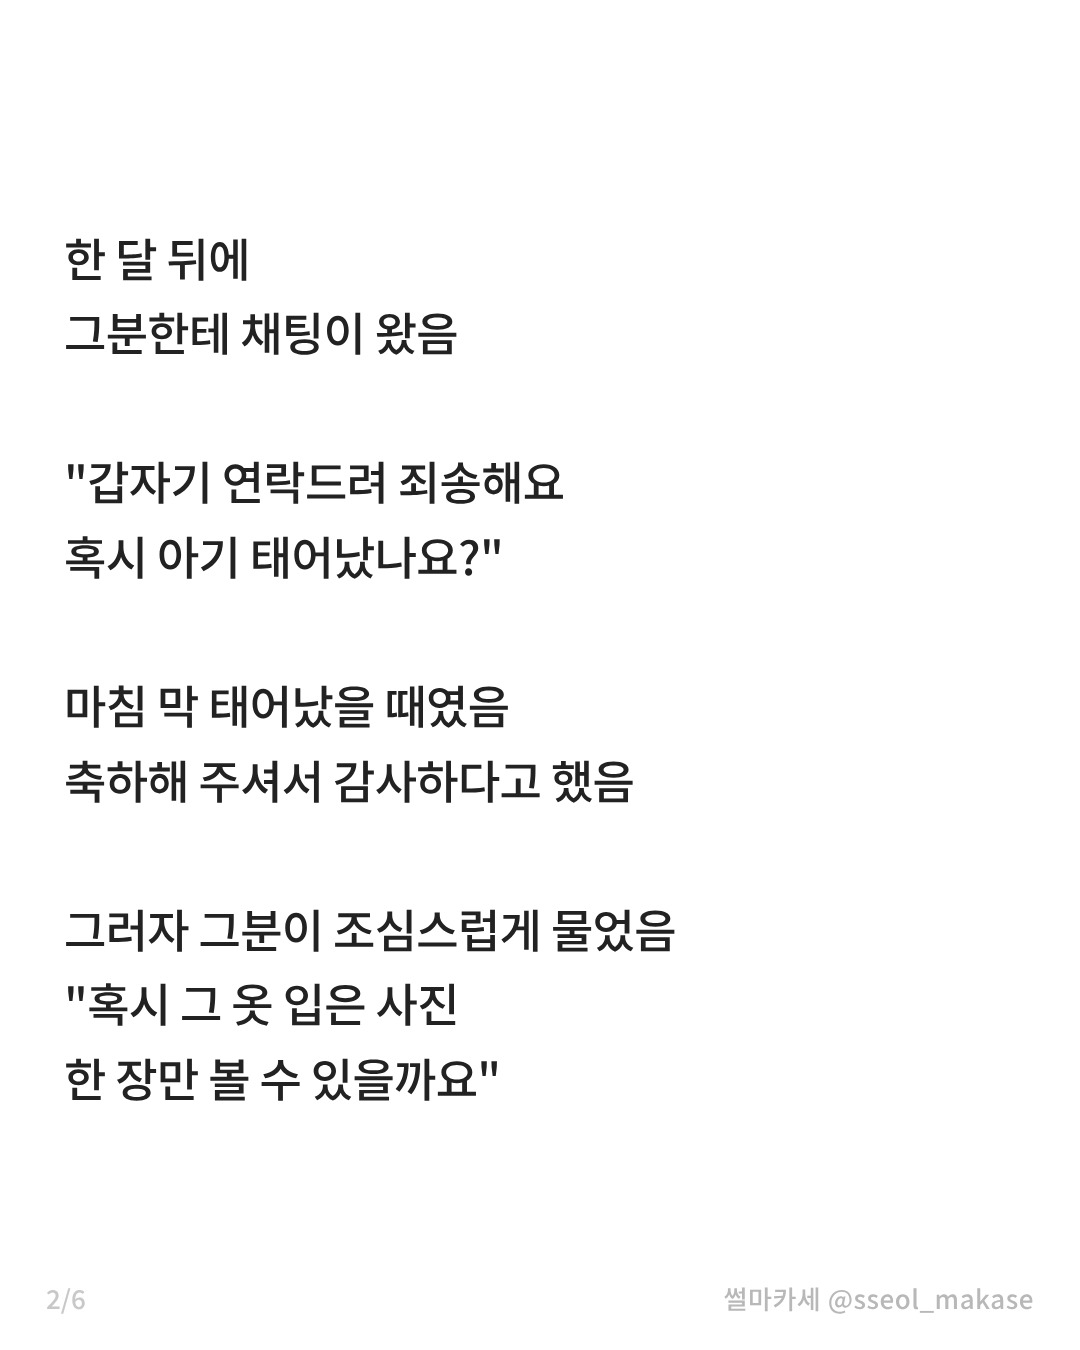 한 달 뒤에
그분한테 채팅이 왔음
"갑자기 연락드려 죄송해요
혹시 아기 태어났나요?"
마침 막 태어났을 때였음
축하해 주셔서 감사하다고 했음
그러자 그분이 조심스럽게 물었음
"혹시 그 옷 입은 사진
한 장만 볼 수 있을까요"
2/6
썰마카세 @sseol_makase